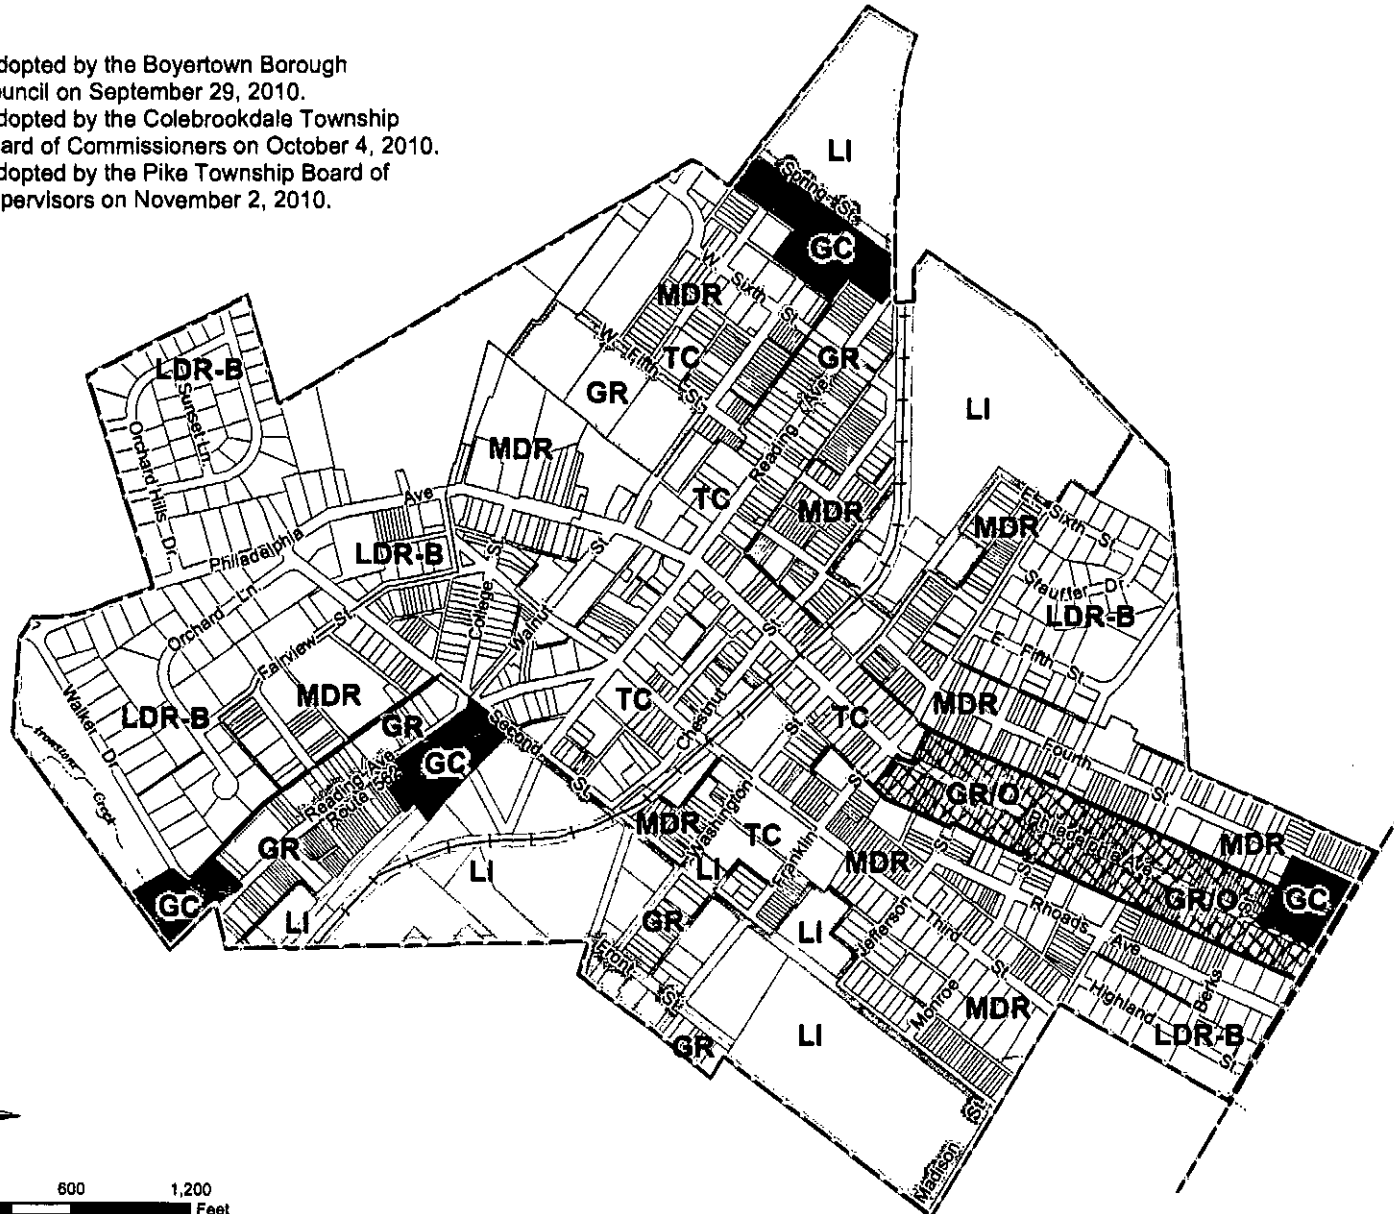 dopted by the Boyertown Borough
uncil on September 29, 2010.
dopted by the Colebrookdale Township
ard of Commissioners on October 4, 2010.
dopted by the Pike Township Board of
pervisors on November 2, 2010.
LI
Spring St.
GC
W. Sixth St.
MDR
W. Fifth St.
TC
GR
GR
Reading Ave
LI
LDR-B
Sunset Ln.
Orchard Hills Dr.
MDR
TC
MDR
MDR
E. Sixth St.
Stauffer Dr.
LDR-B
E. Fifth St.
Philadelphia Ave
LDR-B
Orchard Ln.
Fairview St.
College St.
Walnut St.
MDR
LDR-B
Walker Dr.
GR
GC
Second St.
TC
Chestnut St.
St.
TC
MDR
Fourth St.
GR/O
Philadelphia Ave
GR/O
MDR
GC
Reading Ave
GR
GC
LI
LI
MDR
Washington St.
TC
Franklin St.
MDR
LI
GR
LI
Jefferson
Third St.
Rhoads Ave
Berks
Highland St.
LDR-B
Front St.
GR
LI
Monroe
MDR
Madison St.
600
1,200
Feet